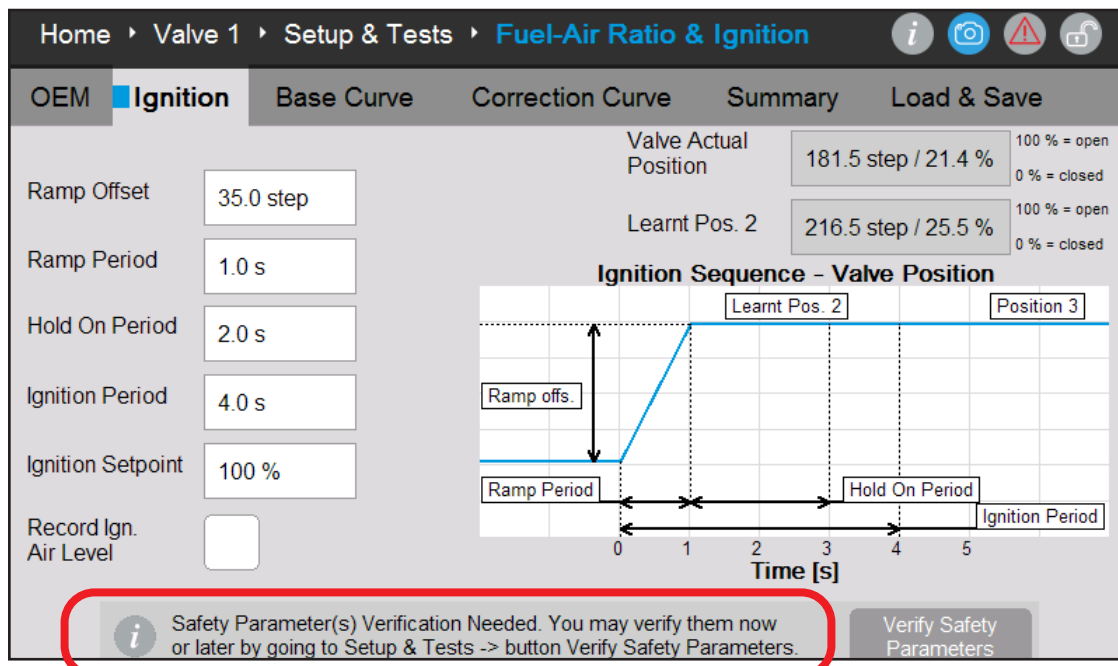 Home ‣ Valve 1 ‣ Setup & Tests ‣ Fuel-Air Ratio & Ignition
OEM Ignition Base Curve Correction Curve Summary Load & Save
Valve Actual
Position
181.5 step / 21.4 %
100 % = open
0 % = closed
Ramp Offset 35.0 step
Learnt Pos. 2
216.5 step / 25.5 %
100 % = open
0 % = closed
Ramp Period 1.0 s
Hold On Period 2.0 s
Ignition Period 4.0 s
Ignition Setpoint 100 %
Record Ign.
Air Level
Ignition Sequence - Valve Position
Learnt Pos. 2 Position 3
Ramp offs.
Ramp Period Hold On Period
Ignition Period
0 1 2 3 4 5
Time [s]
i Safety Parameter(s) Verification Needed. You may verify them now
or later by going to Setup & Tests -> button Verify Safety Parameters.
Verify Safety
Parameters